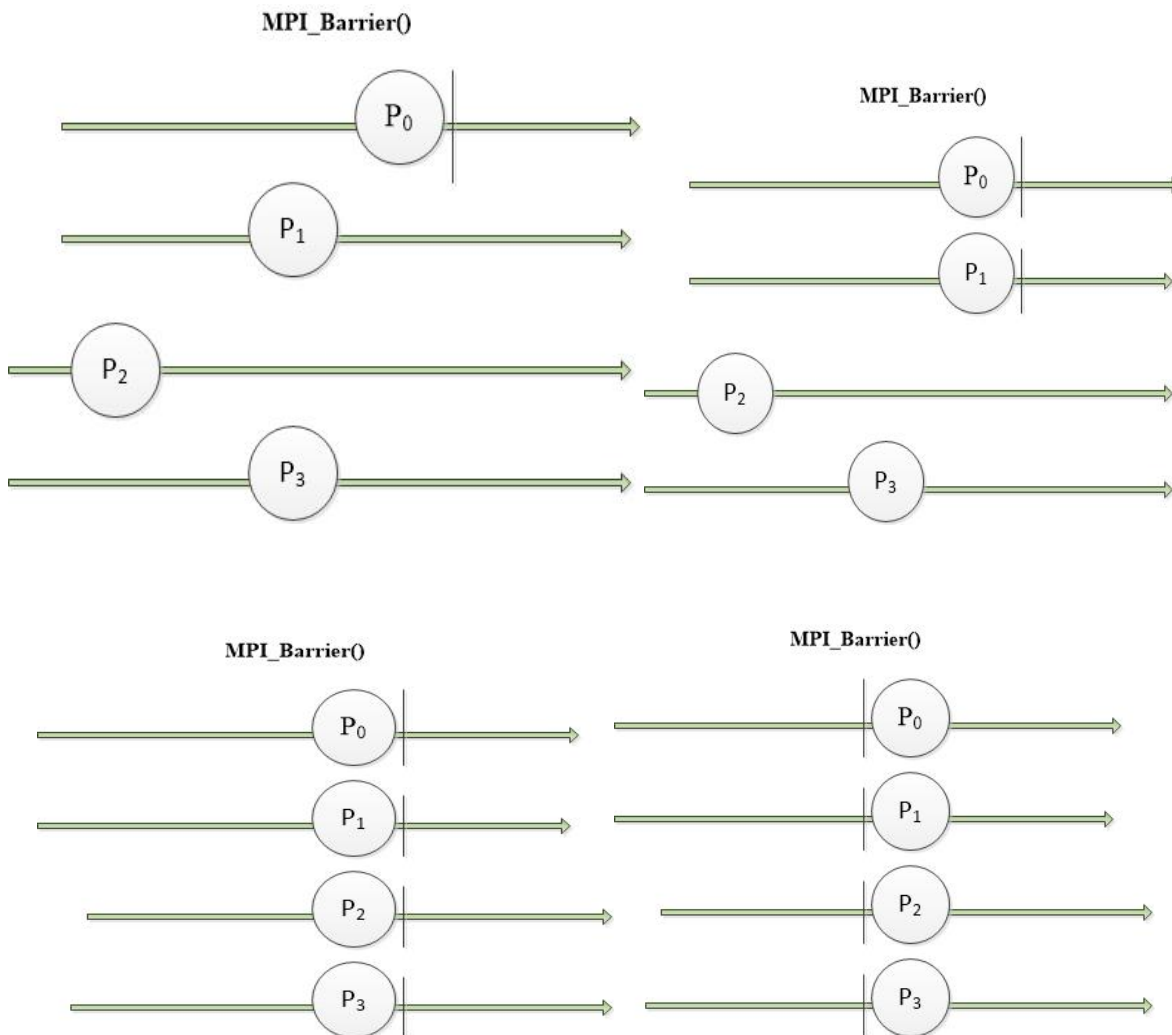 MPI_Barrier()
P₀
P₁
P₂
P₃
MPI_Barrier()
P₀
P₁
P₂
P₃
MPI_Barrier()
P₀
P₁
P₂
P₃
MPI_Barrier()
P₀
P₁
P₂
P₃